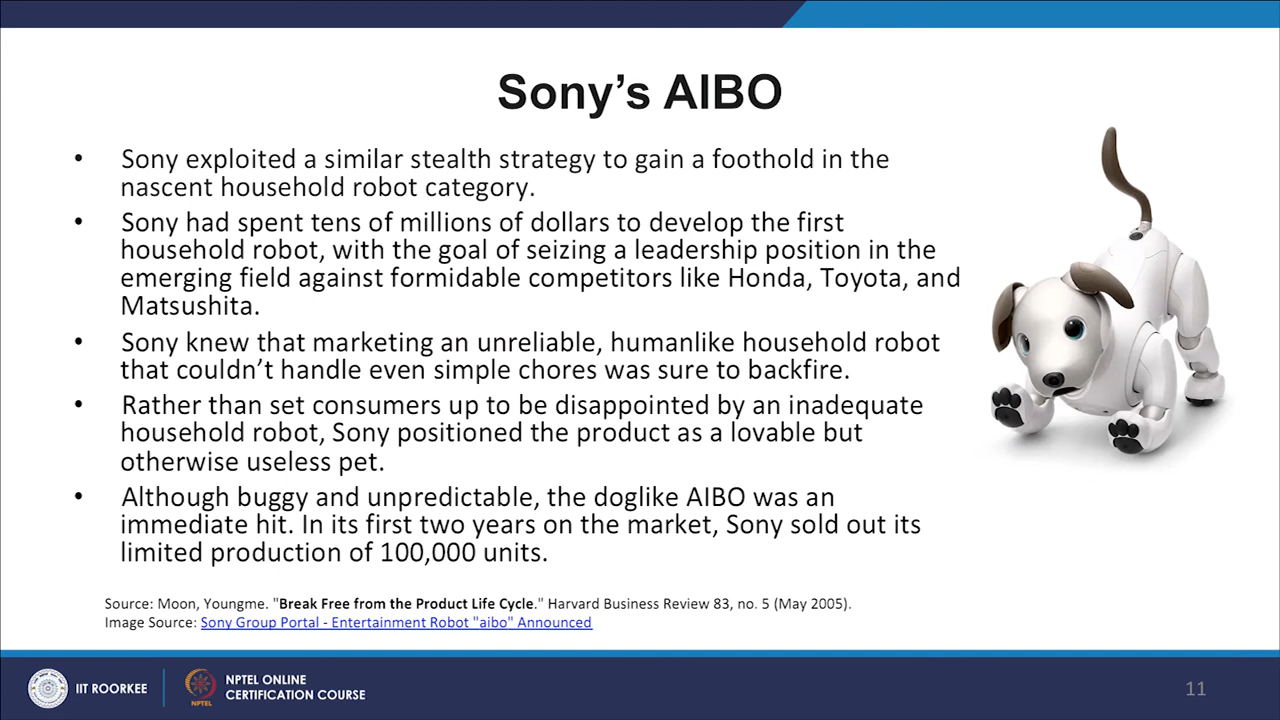 Sony’s AIBO
• Sony exploited a similar stealth strategy to gain a foothold in the
nascent household robot category.
• Sony had spent tens of millions of dollars to develop the first
household robot, with the goal of seizing a leadership position in the
emerging field against formidable competitors like Honda, Toyota, and
Matsushita.
• Sony knew that marketing an unreliable, humanlike household robot
that couldn’t handle even simple chores was sure to backfire.
• Rather than set consumers up to be disappointed by an inadequate
household robot, Sony positioned the product as a lovable but
otherwise useless pet.
• Although buggy and unpredictable, the doglike AIBO was an
immediate hit. In its first two years on the market, Sony sold out its
limited production of 100,000 units.
Source: Moon, Youngme. "Break Free from the Product Life Cycle." Harvard Business Review 83, no. 5 (May 2005).
Image Source: Sony Group Portal - Entertainment Robot "aibo" Announced
IIT ROORKEE
NPTEL
NPTEL ONLINE
CERTIFICATION COURSE
11